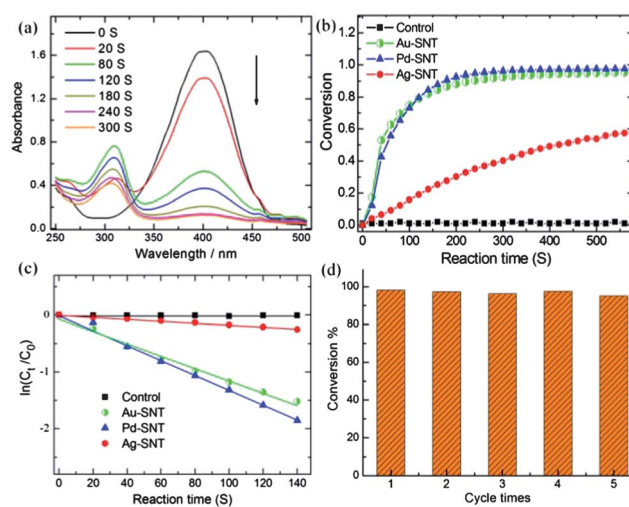 (a)
0 S
20 S
80 S
120 S
180 S
240 S
300 S
Absorbance
1.6
1.2
0.8
0.4
0.0
250 300 350 400 450 500
Wavelength / nm
(b)
Control
Au-SNT
Pd-SNT
Ag-SNT
Conversion
1.2
1.0
0.8
0.6
0.4
0.2
0.0
0 100 200 300 400 500
Reaction time (S)
(c)
ln(Ct /C0)
0
-1
-2
Control
Au-SNT
Pd-SNT
Ag-SNT
0 20 40 60 80 100 120 140
Reaction time (S)
(d)
Conversion %
100
80
60
40
20
0
1 2 3 4 5
Cycle times